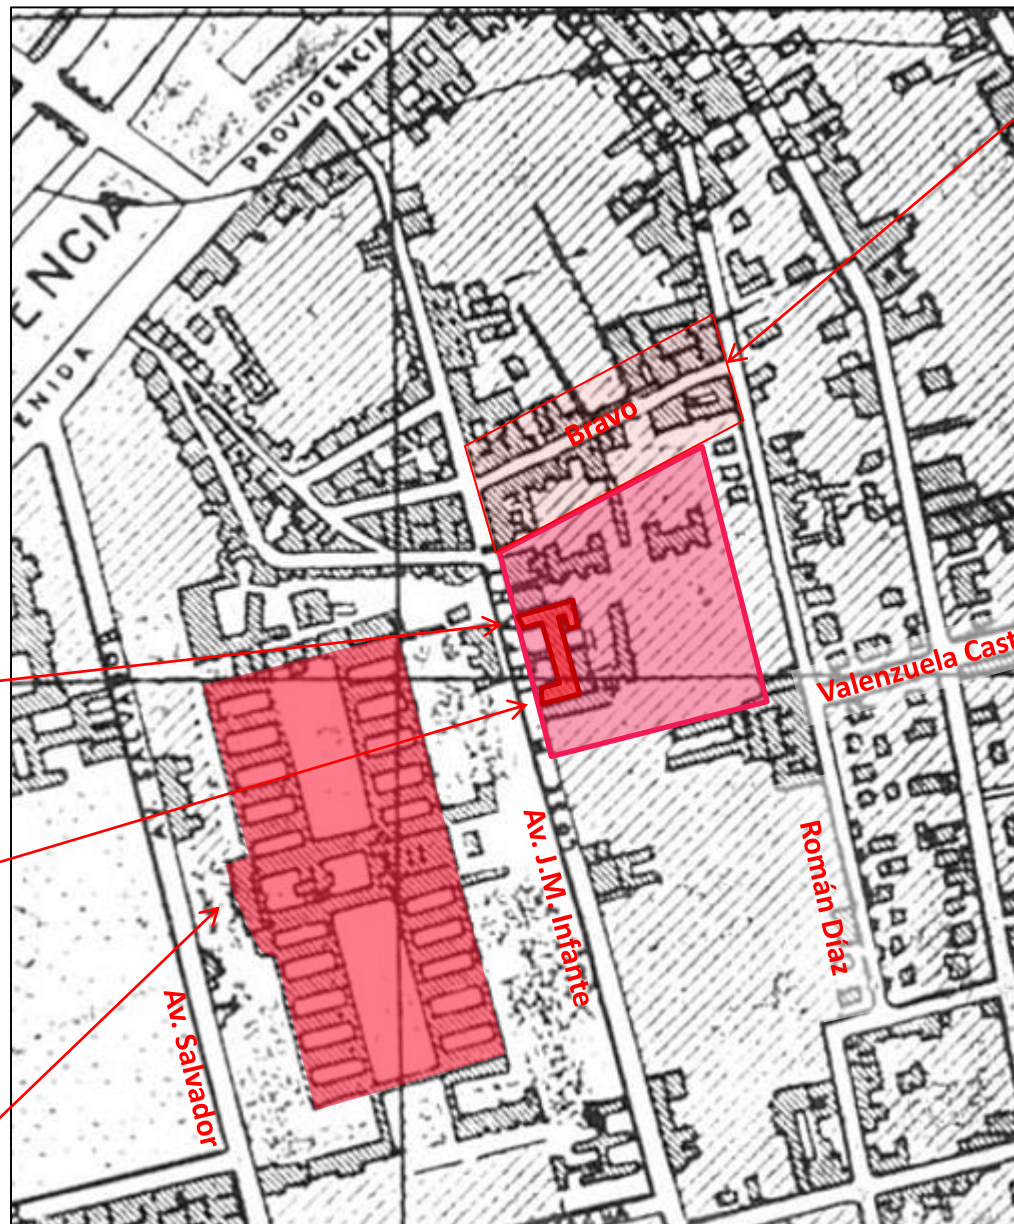 PROVIDENCIA
ENCIA
ENIDA
Bravo
Valenzuela Cast
Av. J.M. Infante
Román Díaz
Av. Salvador